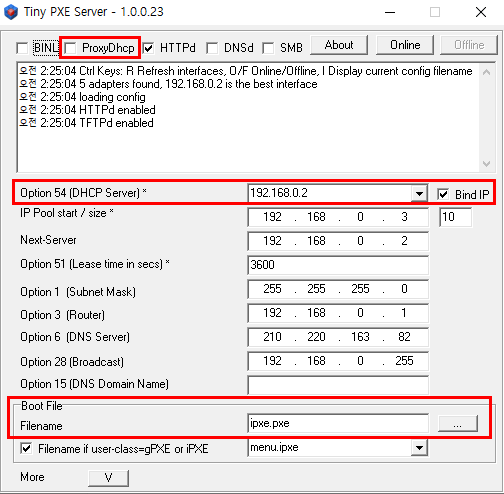 Tiny PXE Server - 1.0.0.23
BINL ProxyDhcp HTTPd DNSd SMB About Online Offline
오전 2:25:04 Ctrl Keys: R Refresh interfaces, O/F Online/Offline, I Display current config filename
오전 2:25:04 5 adapters found, 192.168.0.2 is the best interface
오전 2:25:04 loading config
오전 2:25:04 HTTPd enabled
오전 2:25:04 TFTPd enabled
Option 54 (DHCP Server) * 192.168.0.2 Bind IP
IP Pool start / size * 192 . 168 . 0 . 3 10
Next-Server 192 . 168 . 0 . 2
Option 51 (Lease time in secs) * 3600
Option 1 (Subnet Mask) 255 . 255 . 255 . 0
Option 3 (Router) 192 . 168 . 0 . 1
Option 6 (DNS Server) 210 . 220 . 163 . 82
Option 28 (Broadcast) 192 . 168 . 0 . 255
Option 15 (DNS Domain Name)
Boot File
Filename ipxe.pxe ...
Filename if user-class=gPXE or iPXE menu.ipxe
More V